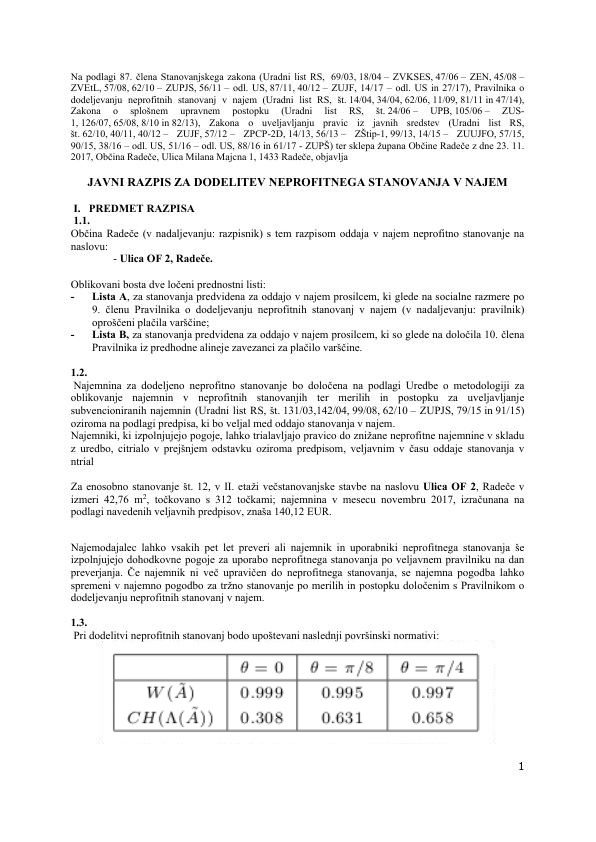 Na podlagi 87. člena Stanovanjskega zakona (Uradni list RS, 69/03, 18/04 – ZVKSES, 47/06 – ZEN, 45/08 –
ZVEtL, 57/08, 62/10 – ZUPJS, 56/11 – odl. US, 87/11, 40/12 – ZUJF, 14/17 – odl. US in 27/17), Pravilnika o
dodeljevanju neprofitnih stanovanj v najem (Uradni list RS, št. 14/04, 34/04, 62/06, 11/09, 81/11 in 47/14),
Zakona o splošnem upravnem postopku (Uradni list RS, št. 24/06 – UPB, 105/06 – ZUS-
1, 126/07, 65/08, 8/10 in 82/13), Zakona o uveljavljanju pravic iz javnih sredstev (Uradni list RS,
št. 62/10, 40/11, 40/12 – ZUJF, 57/12 – ZPCP-2D, 14/13, 56/13 – ZŠtip-1, 99/13, 14/15 – ZUUJFO, 57/15,
90/15, 38/16 – odl. US, 51/16 – odl. US, 88/16 in 61/17 - ZUPŠ) ter sklepa župana Občine Radeče z dne 23. 11.
2017, Občina Radeče, Ulica Milana Majcna 1, 1433 Radeče, objavlja
JAVNI RAZPIS ZA DODELITEV NEPROFITNEGA STANOVANJA V NAJEM
I. PREDMET RAZPISA
1.1.
Občina Radeče (v nadaljevanju: razpisnik) s tem razpisom oddaja v najem neprofitno stanovanje na
naslovu:
- Ulica OF 2, Radeče.
Oblikovani bosta dve ločeni prednostni listi:
- Lista A, za stanovanja predvidena za oddajo v najem prosilcem, ki glede na socialne razmere po
9. členu Pravilnika o dodeljevanju neprofitnih stanovanj v najem (v nadaljevanju: pravilnik)
oproščeni plačila varščine;
- Lista B, za stanovanja predvidena za oddajo v najem prosilcem, ki so glede na določila 10. člena
Pravilnika iz predhodne alineje zavezanci za plačilo varščine.
1.2.
Najemnina za dodeljeno neprofitno stanovanje bo določena na podlagi Uredbe o metodologiji za
oblikovanje najemnin v neprofitnih stanovanjih ter merilih in postopku za uveljavljanje
subvencioniranih najemnin (Uradni list RS, št. 131/03,142/04, 99/08, 62/10 – ZUPJS, 79/15 in 91/15)
oziroma na podlagi predpisa, ki bo veljal med oddajo stanovanja v najem.
Najemniki, ki izpolnjujejo pogoje, lahko trialavljajo pravico do znižane neprofitne najemnine v skladu
z uredbo, citrialo v prejšnjem odstavku oziroma predpisom, veljavnim v času oddaje stanovanja v
ntrial
Za enosobno stanovanje št. 12, v II. etaži večstanovanjske stavbe na naslovu Ulica OF 2, Radeče v
izmeri 42,76 m², točkovano s 312 točkami; najemnina v mesecu novembru 2017, izračunana na
podlagi navedenih veljavnih predpisov, znaša 140,12 EUR.
Najemodajalec lahko vsakih pet let preveri ali najemnik in uporabniki neprofitnega stanovanja še
izpolnjujejo dohodkovne pogoje za uporabo neprofitnega stanovanja po veljavnem pravilniku na dan
preverjanja. Če najemnik ni več upravičen do neprofitnega stanovanja, se najemna pogodba lahko
spremeni v najemno pogodbo za tržno stanovanje po merilih in postopku določenim s Pravilnikom o
dodeljevanju neprofitnih stanovanj v najem.
1.3.
Pri dodelitvi neprofitnih stanovanj bodo upoštevani naslednji površinski normativi:
θ = 0 θ = π/8 θ = π/4
W(Ã) 0.999 0.995 0.997
CH(Λ(Ã)) 0.308 0.631 0.658
1